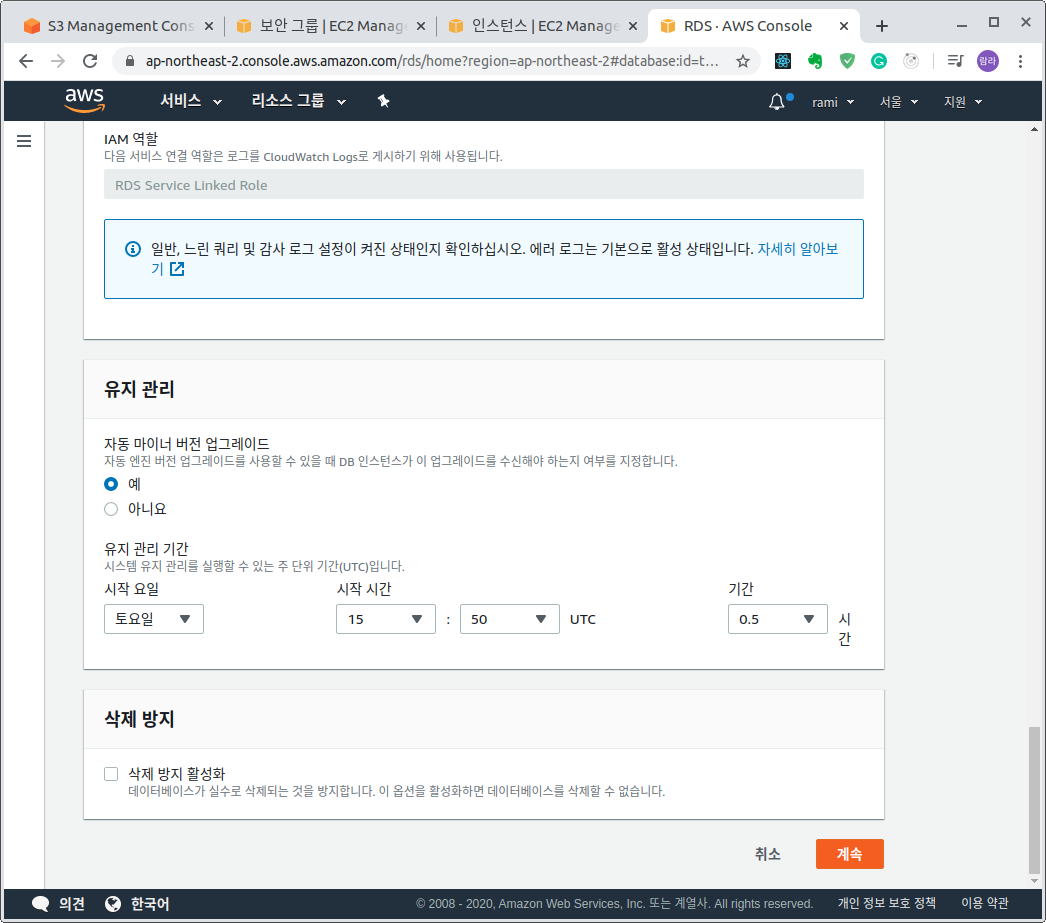 S3 Management Cons
보안 그룹 | EC2 Manage
인스턴스 | EC2 Manage
RDS · AWS Console
ap-northeast-2.console.aws.amazon.com/rds/home?region=ap-northeast-2#database:id=t...
람라
aws
서비스
리소스 그룹
rami
서울
지원
IAM 역할
다음 서비스 연결 역할은 로그를 CloudWatch Logs로 게시하기 위해 사용됩니다.
RDS Service Linked Role
일반, 느린 쿼리 및 감사 로그 설정이 켜진 상태인지 확인하십시오. 에러 로그는 기본으로 활성 상태입니다. 자세히 알아보
기
유지 관리
자동 마이너 버전 업그레이드
자동 엔진 버전 업그레이드를 사용할 수 있을 때 DB 인스턴스가 이 업그레이드를 수신해야 하는지 여부를 지정합니다.
예
아니요
유지 관리 기간
시스템 유지 관리를 실행할 수 있는 주 단위 기간(UTC)입니다.
시작 요일
시작 시간
기간
토요일
15 : 50 UTC
0.5
시
간
삭제 방지
삭제 방지 활성화
데이터베이스가 실수로 삭제되는 것을 방지합니다. 이 옵션을 활성화하면 데이터베이스를 삭제할 수 없습니다.
취소
계속
의견
한국어
© 2008 - 2020, Amazon Web Services, Inc. 또는 계열사. All rights reserved.
개인 정보 보호 정책
이용 약관